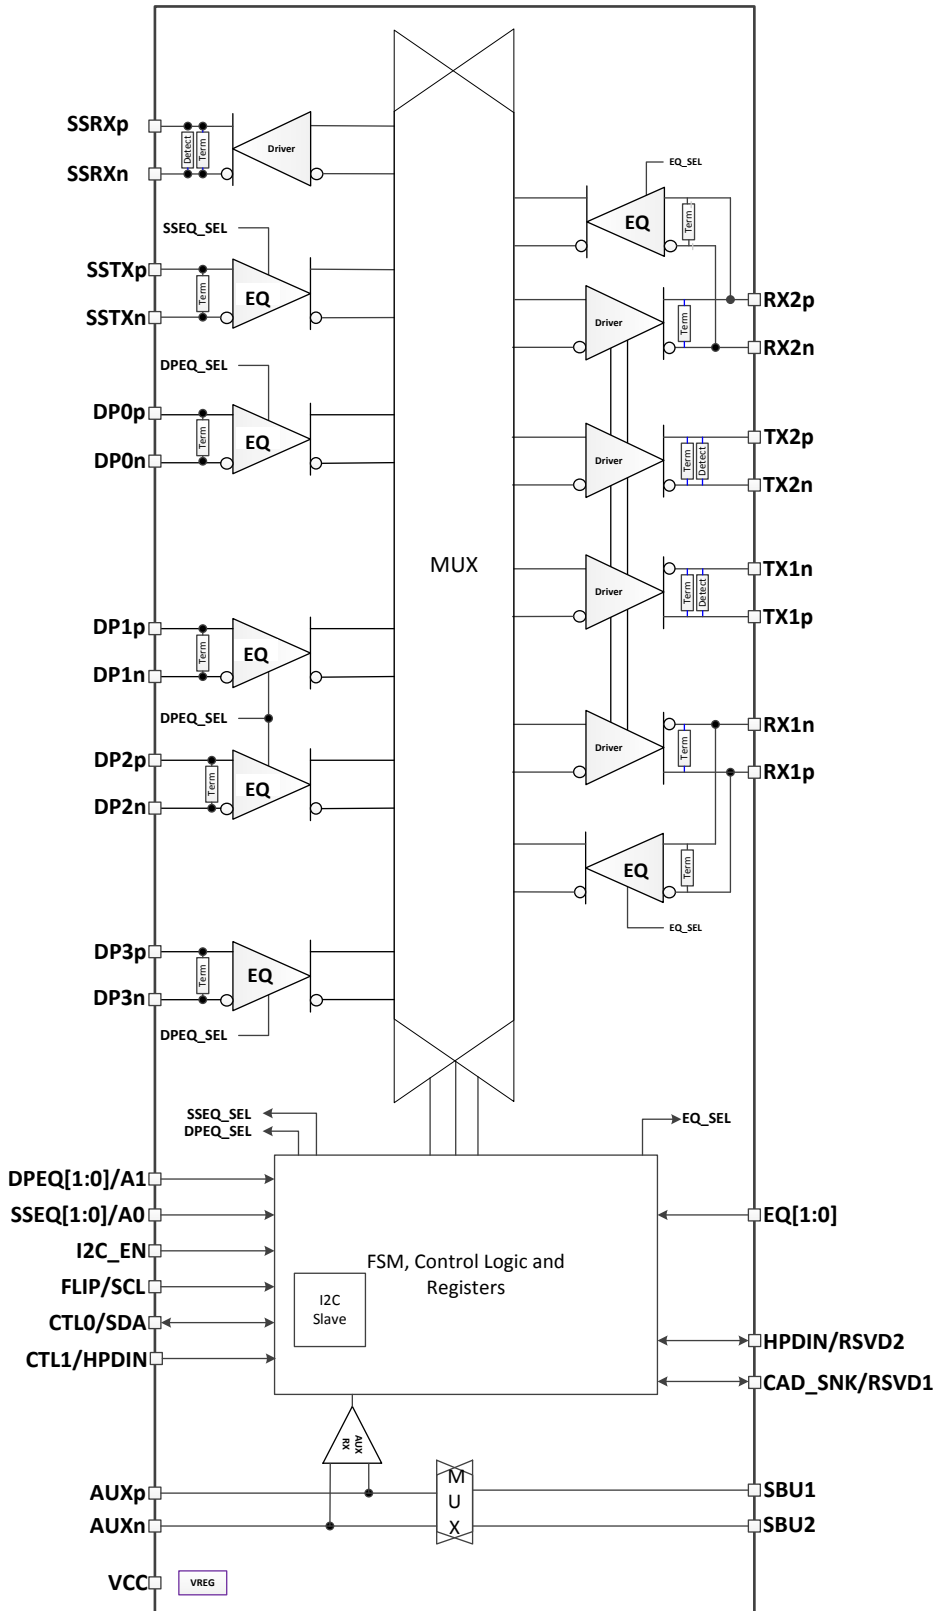 SSRXp
SSRXn
Detect
Term
Driver
SSEQ_SEL
SSTXp
SSTXn
Term
EQ
DPEQ_SEL
DP0p
DP0n
Term
EQ
DP1p
DP1n
Term
EQ
DPEQ_SEL
DP2p
DP2n
Term
EQ
DP3p
DP3n
Term
EQ
DPEQ_SEL
MUX
EQ_SEL
EQ
Term
Driver
Term
RX2p
RX2n
Driver
Term
Detect
TX2p
TX2n
Driver
Term
Detect
TX1n
TX1p
Driver
Term
RX1n
RX1p
EQ
Term
EQ_SEL
SSEQ_SEL
DPEQ_SEL
EQ_SEL
DPEQ[1:0]/A1
SSEQ[1:0]/A0
I2C_EN
FLIP/SCL
CTL0/SDA
CTL1/HPDIN
FSM, Control Logic and
Registers
I2C
Slave
EQ[1:0]
HPDIN/RSVD2
CAD_SNK/RSVD1
AUX
RX
AUXp
AUXn
M
U
X
SBU1
SBU2
VCC
VREG